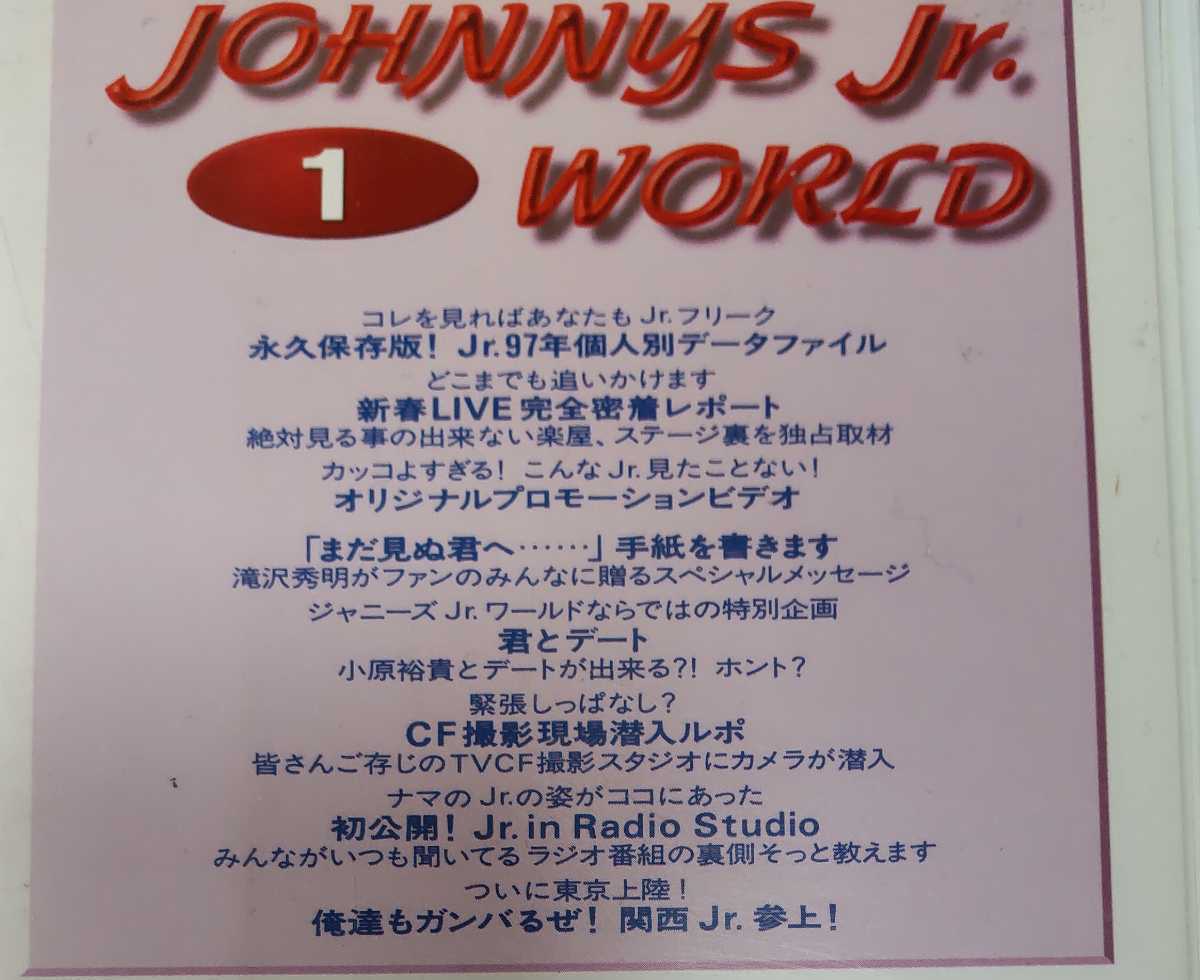 JOHNNYS Jr.
1 WORLD
コレを見ればあなたもJr.フリーク
永久保存版! Jr.97年個人別データファイル
どこまでも追いかけます
新春LIVE完全密着レポート
絶対見る事の出来ない楽屋、ステージ裏を独占取材
カッコよすぎる! こんなJr.見たことない!
オリジナルプロモーションビデオ
「まだ見ぬ君へ……」手紙を書きます
滝沢秀明がファンのみんなに贈るスペシャルメッセージ
ジャニーズJr.ワールドならではの特別企画
君とデート
小原裕貴とデートが出来る?! ホント?
緊張しっぱなし?
CF撮影現場潜入ルポ
皆さんご存じのTVCF撮影スタジオにカメラが潜入
ナマのJr.の姿がココにあった
初公開! Jr. in Radio Studio
みんながいつも聞いてるラジオ番組の裏側そっと教えます
ついに東京上陸!
俺達もガンバるぜ! 関西Jr.参上!